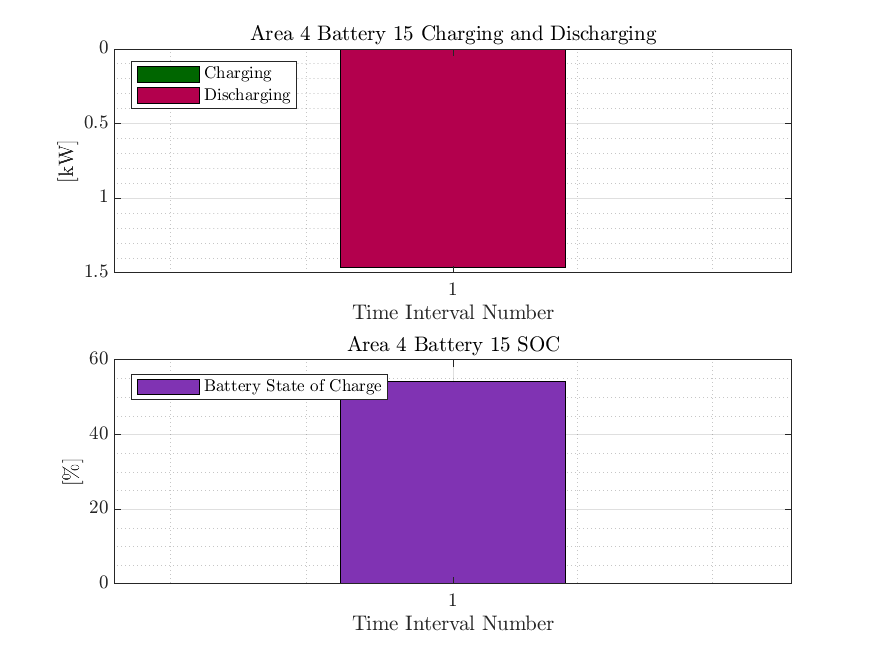 Area 4 Battery 15 Charging and Discharging
0
Charging
Discharging
0.5
[kW]
1
1.5
1
Time Interval Number
Area 4 Battery 15 SOC
60
Battery State of Charge
40
[%]
20
0
1
Time Interval Number